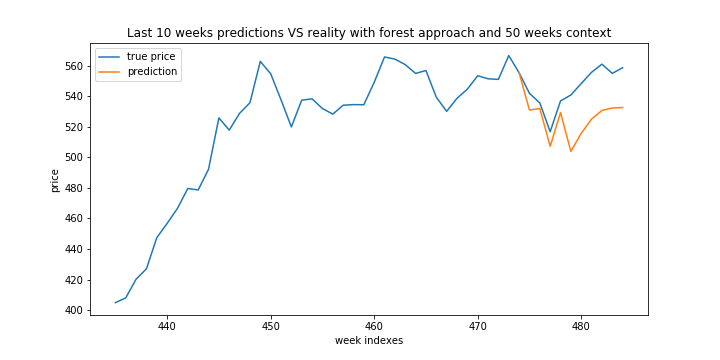 Last 10 weeks predictions VS reality with forest approach and 50 weeks context
true price
prediction
560
540
520
500
480
460
440
420
400
price
440
450
460
470
480
week indexes